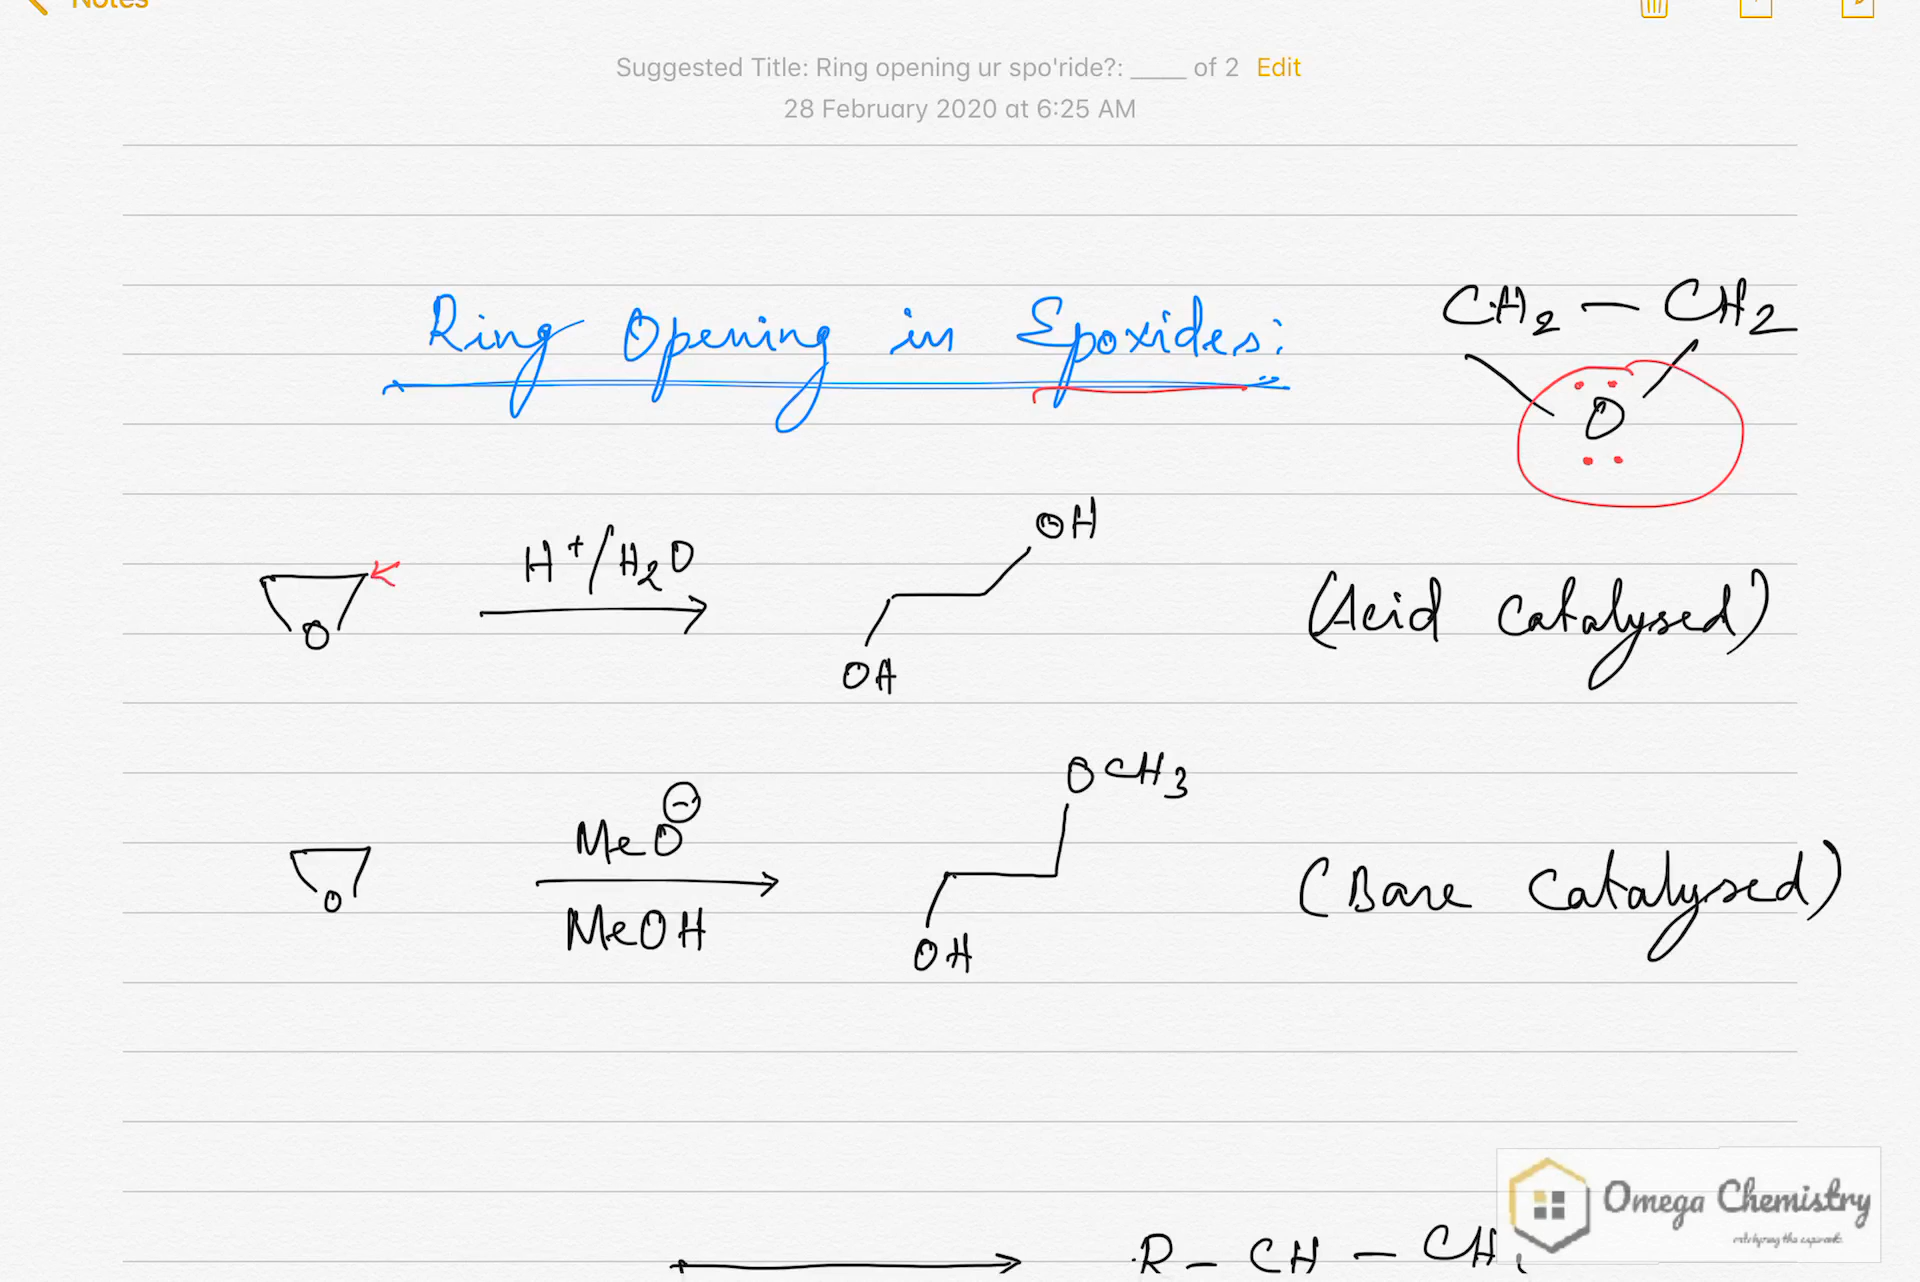 Notes
Suggested Title: Ring opening ur spo'ride?: ____ of 2 Edit
28 February 2020 at 6:25 AM
Ring Opening in Epoxides:
CH2 — CH2
O
H+/H2O
OH
O
OH
(Acid catalysed)
OCH3
MeO⊖
O
MeOH
OH
(Base catalysed)
Omega Chemistry
R — CH — CH